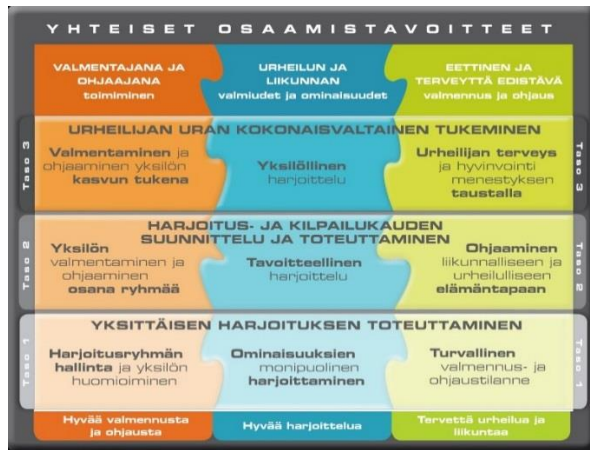 YHTEISET OSAAMISTAVOITTEET
VALMENTAJANA JA
OHJAAJANA
toimiminen
URHEILUN JA
LIIKUNNAN
valmiudet ja ominaisuudet
EETTINEN JA
TERVEYTTÄ EDISTÄVÄ
valmennus ja ohjaus
Taso 3
URHEILIJAN URAN KOKONAISVALTAINEN TUKEMINEN
Valmentaminen ja
ohjaaminen yksilön
kasvun tukena
Yksilöllinen
harjoittelu
Urheilijan terveys
ja hyvinvointi
menestyksen
taustalla
Taso 3
Taso 2
HARJOITUS- JA KILPAILUKAUDEN
SUUNNITTELU JA TOTEUTTAMINEN
Yksilön
valmentaminen ja
ohjaaminen
osana ryhmää
Tavoitteellinen
harjoittelu
Ohjaaminen
liikunnalliseen ja
urheilulliseen
elämäntapaan
Taso 2
Taso 1
YKSITTÄISEN HARJOITUKSEN TOTEUTTAMINEN
Harjoitusryhmän
hallinta ja yksilön
huomioiminen
Ominaisuuksien
monipuolinen
harjoittaminen
Turvallinen
valmennus- ja
ohjaustilanne
Taso 1
Hyvää valmennusta
ja ohjausta
Hyvää harjoittelua
Tervettä urheilua ja
liikuntaa